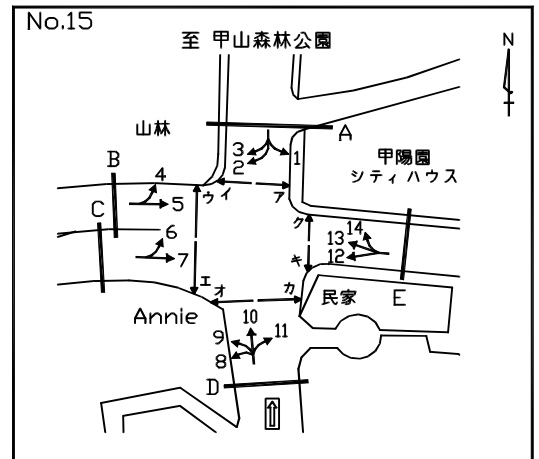 No.15
至 甲山森林公園
N
山林
A
3
2
1
甲陽園
シティハウス
B
4
ウ
イ
ア
5
C
6
7
ク
14
13
12
キ
エ
オ
カ
E
民家
Annie
10
11
9
8
D